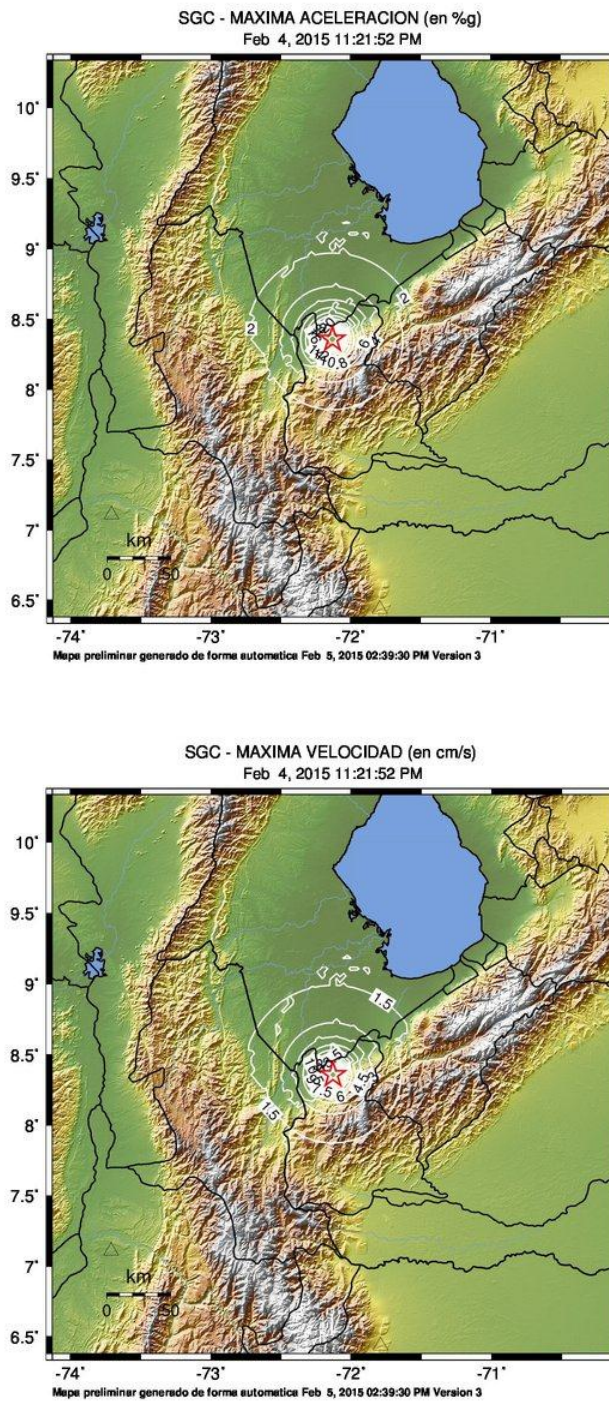 SGC - MAXIMA ACELERACION (en %g)
Feb 4, 2015 11:21:52 PM
10˚
9.5˚
9˚
8.5˚
8˚
7.5˚
7˚
6.5˚
2
2
6
4
8
km
0 50
-74˚ -73˚ -72˚ -71˚
Mapa preliminar generado de forma automatica Feb 5, 2015 02:39:30 PM Version 3
SGC - MAXIMA VELOCIDAD (en cm/s)
Feb 4, 2015 11:21:52 PM
10˚
9.5˚
9˚
8.5˚
8˚
7.5˚
7˚
6.5˚
1.5
1.5
7.5
6
4.5
3
km
0 50
-74˚ -73˚ -72˚ -71˚
Mapa preliminar generado de forma automatica Feb 5, 2015 02:39:30 PM Version 3